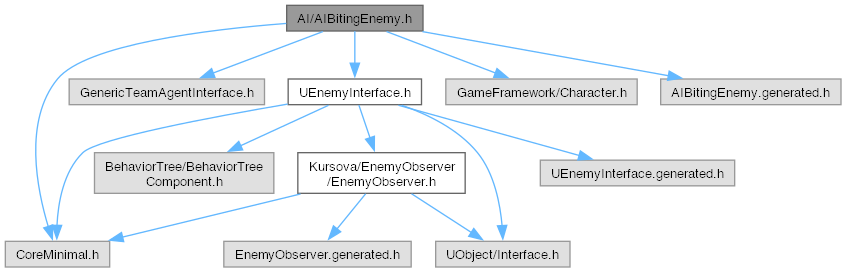 AI/AIBitingEnemy.h
GenericTeamAgentInterface.h
UEnemyInterface.h
GameFramework/Character.h
AIBitingEnemy.generated.h
BehaviorTree/BehaviorTree
Component.h
Kursova/EnemyObserver
/EnemyObserver.h
UEnemyInterface.generated.h
CoreMinimal.h
EnemyObserver.generated.h
UObject/Interface.h